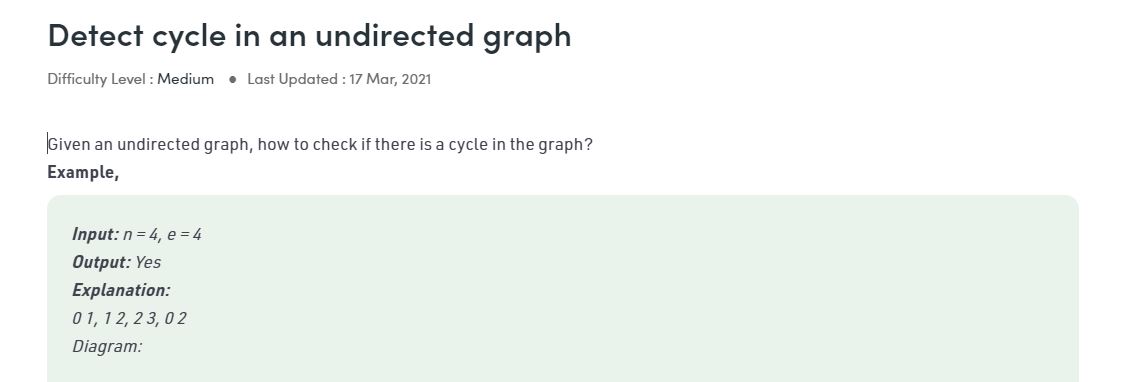 Detect cycle in an undirected graph
Difficulty Level : Medium ● Last Updated : 17 Mar, 2021
Given an undirected graph, how to check if there is a cycle in the graph?
Example,
Input: n = 4, e = 4
Output: Yes
Explanation:
0 1, 1 2, 2 3, 0 2
Diagram: